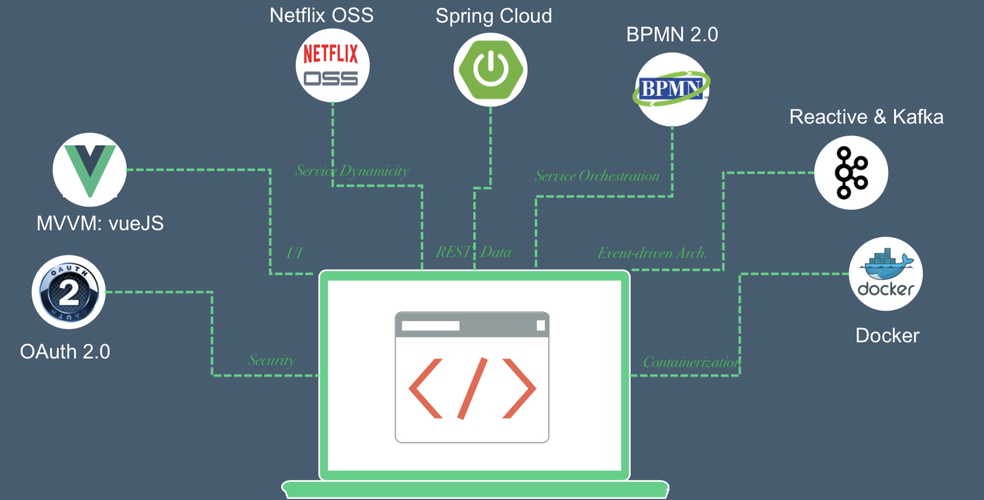 Netflix OSS
NETFLIX
OSS
Spring Cloud
BPMN 2.0
BPMN
Reactive & Kafka
MVVM: vueJS
OAUTH
2
OAUTH
OAuth 2.0
docker
Docker
Service Dynamicity
Service Orchestration
UI
REST Data
Event-driven Arch.
Security
Containerization
</>